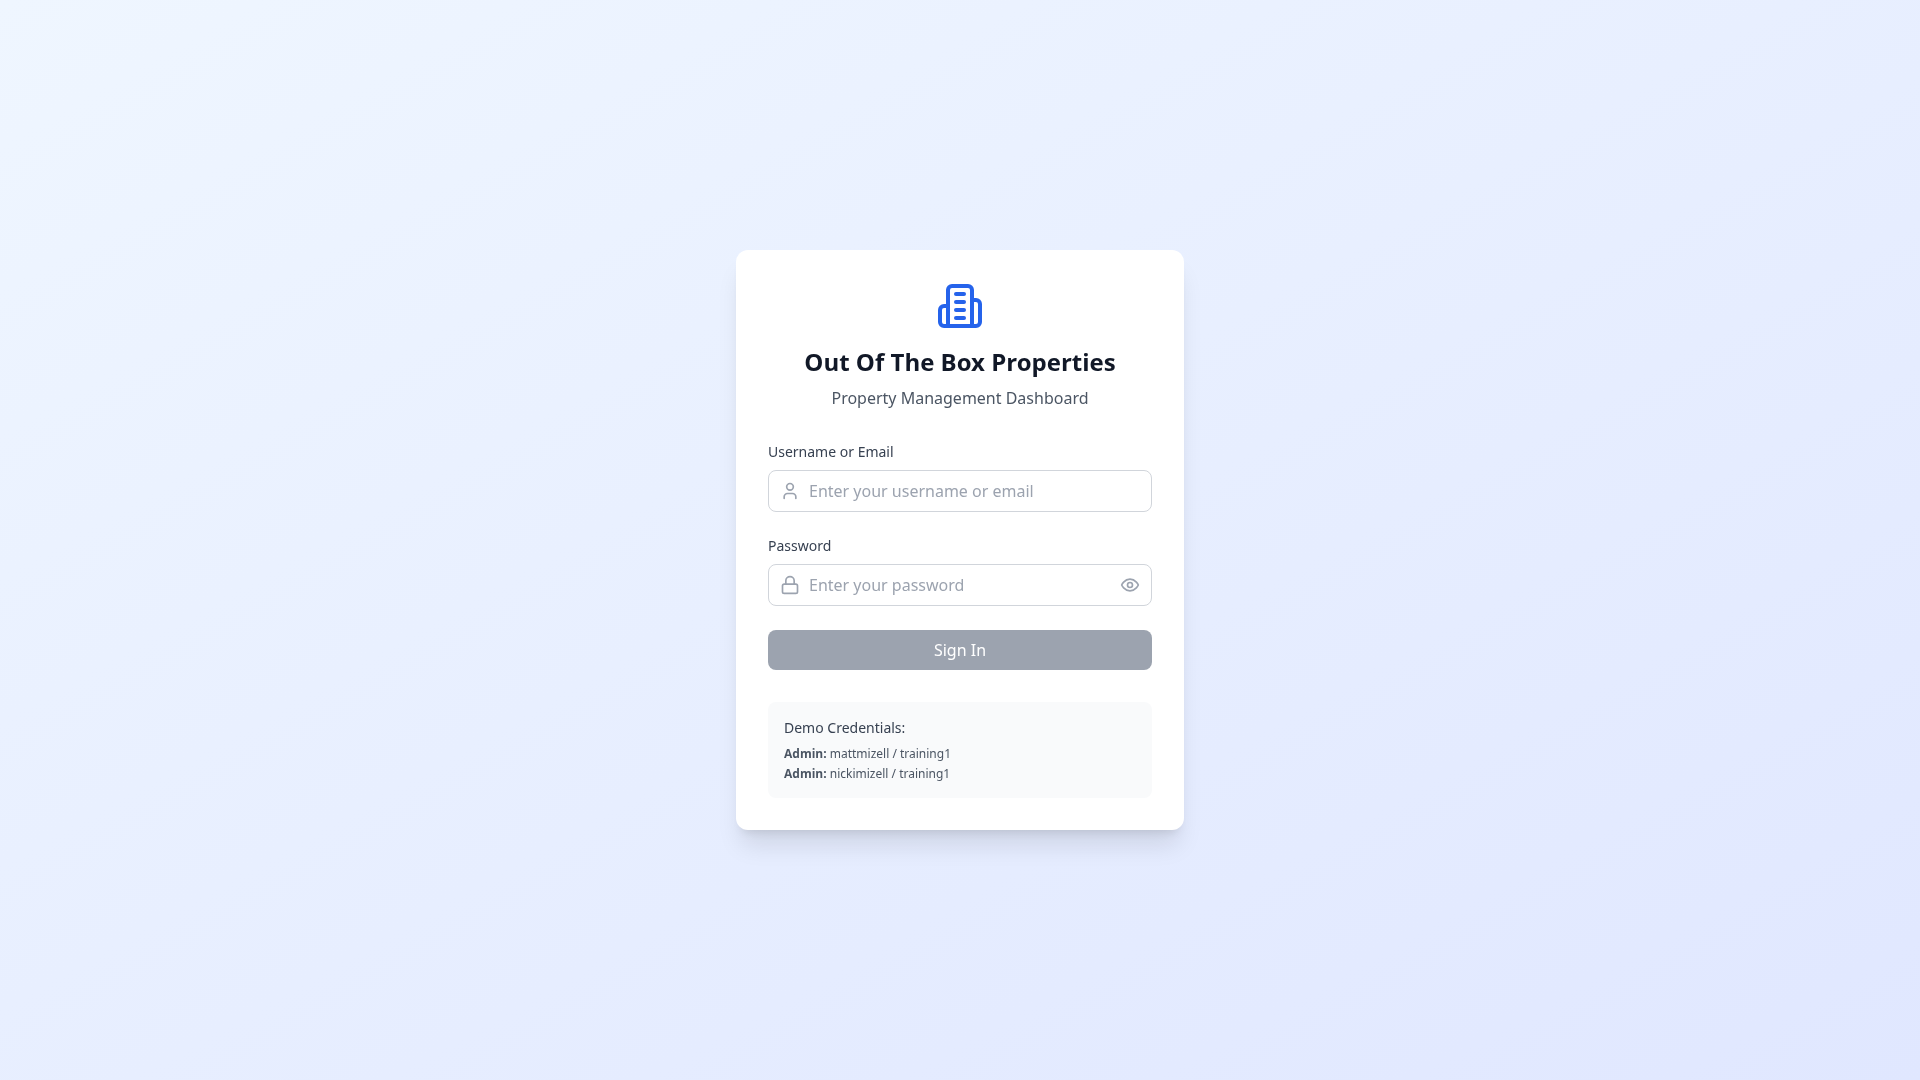 Out Of The Box Properties
Property Management Dashboard
Username or Email
Enter your username or email
Password
Enter your password
Sign In
Demo Credentials:
Admin: mattmizell / training1
Admin: nickimizell / training1